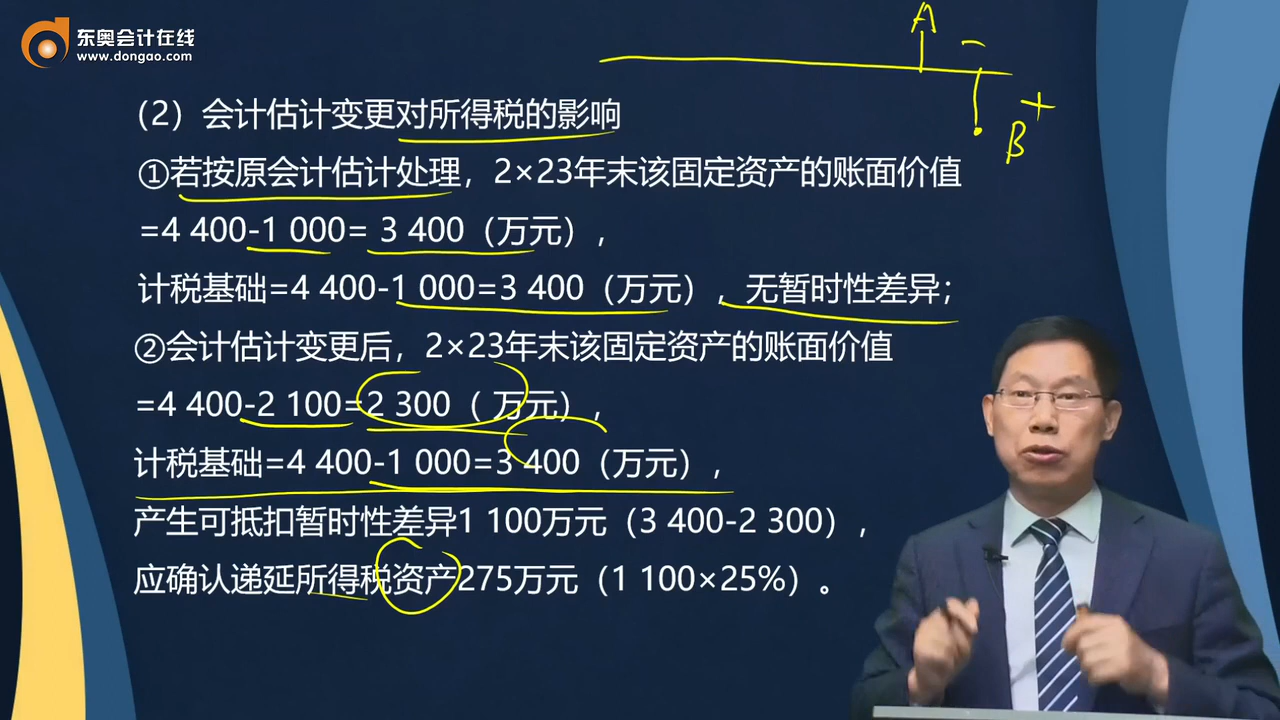 东奥会计在线
www.dongao.com
A
-
+
B
（2）会计估计变更对所得税的影响
①若按原会计估计处理，2×23年末该固定资产的账面价值
=4 400-1 000= 3 400（万元），
计税基础=4 400-1 000=3 400（万元），无暂时性差异；
②会计估计变更后，2×23年末该固定资产的账面价值
=4 400-2 100=2 300（ 万元），
计税基础=4 400-1 000=3 400（万元），
产生可抵扣暂时性差异1 100万元（3 400-2 300），
应确认递延所得税资产275万元（1 100×25%）。